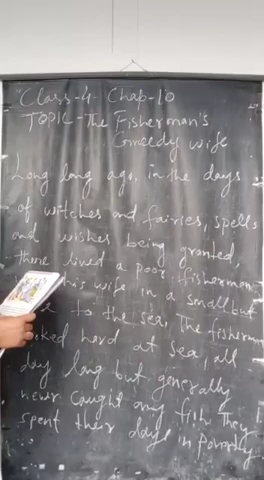 Class-4 Chap-10
TOPIC-The Fisherman's
Greedy wife
Long long ago, in the days
of witches and fairies, spells
and wishes being granted,
there lived a poor fisherman
his wife in a small but
to the sea, The fisherm
ked hard at sea, all
day long but generally
never caught any fish They
spent their days in Poverty